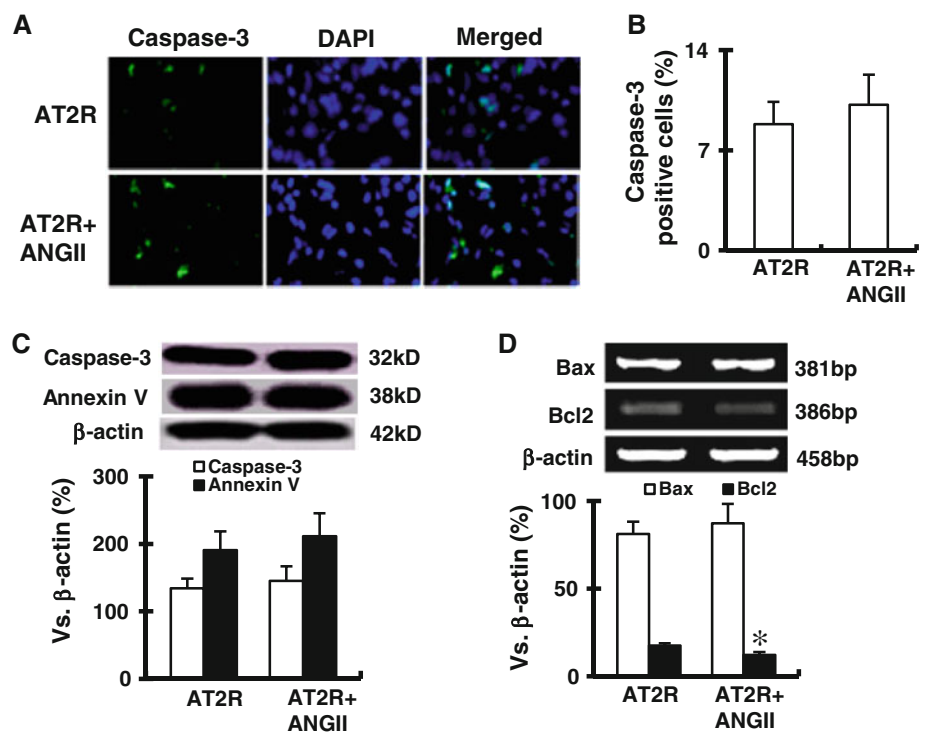 A
Caspase-3 DAPI Merged
AT2R
AT2R+
ANGII
B
Caspase-3
positive cells (%)
14
7
0
AT2R
AT2R+
ANGII
C
Caspase-3 32kD
Annexin V 38kD
β-actin 42kD
Caspase-3
Annexin V
Vs. β-actin (%)
300
200
100
0
AT2R
AT2R+
ANGII
D
Bax 381bp
Bcl2 386bp
β-actin 458bp
Bax Bcl2
Vs. β-actin (%)
100
50
0
*
AT2R
AT2R+
ANGII